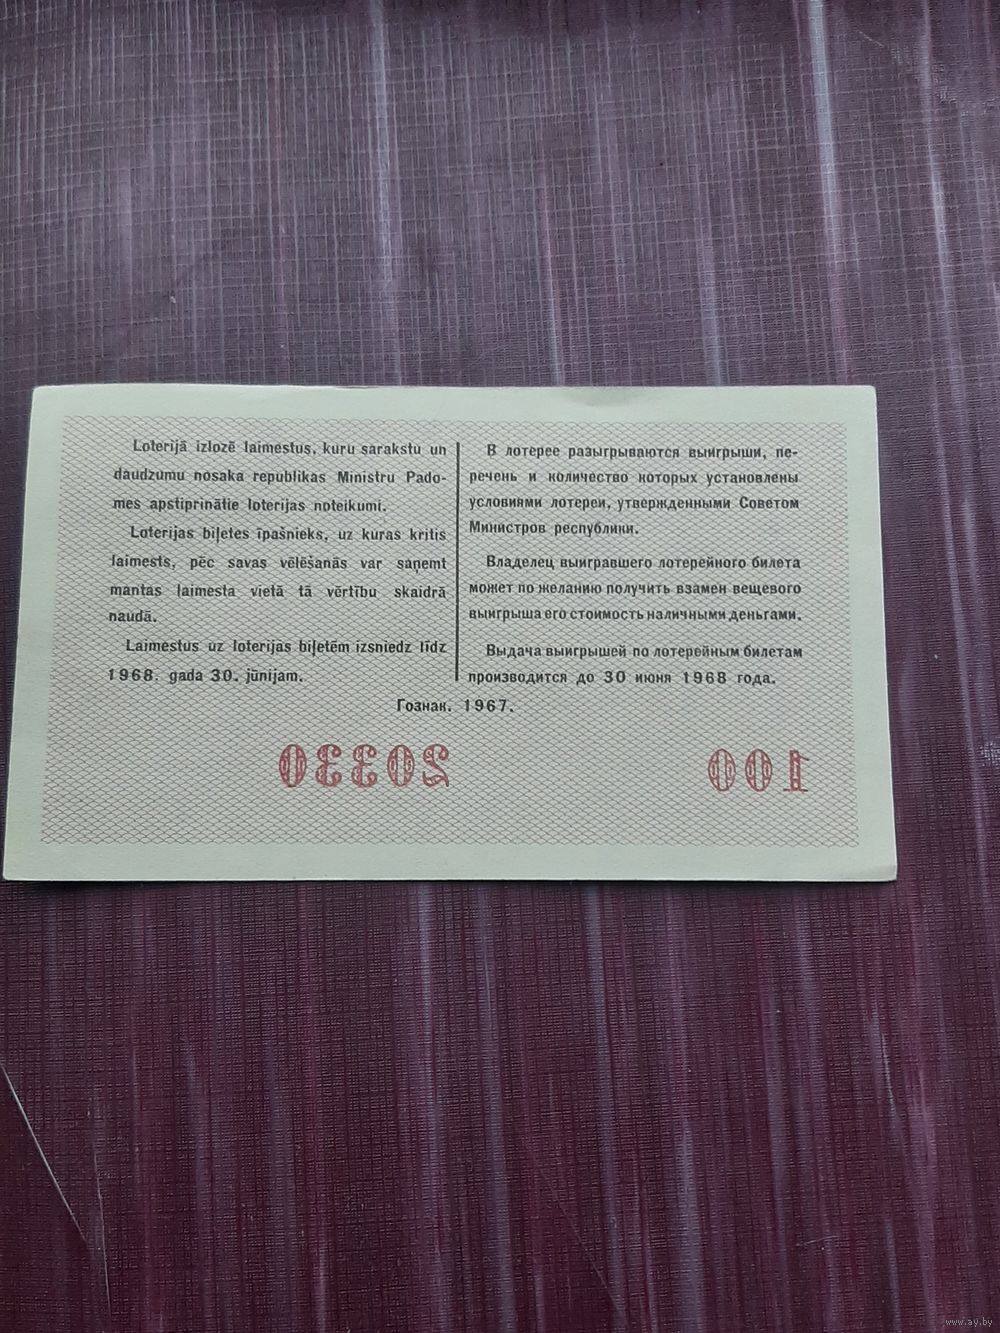 Loterijā izlozē laimestus, kuru sarakstu un
daudzumu nosaka republikas Ministru Pado-
mes apstiprinātie loterijas noteikumi.
Loterijas biļetes īpašnieks, uz kuras kritis
laimests, pēc savas vēlēšanās var saņemt
mantas laimesta vietā tā vērtību skaidrā
naudā.
Laimestus uz loterijas biļetēm izsniedz līdz
1968. gada 30. jūnijam.
В лотерее разыгрываются выигрыши, пе-
речень и количество которых установлены
условиями лотереи, утвержденными Советом
Министров республики.
Владелец выигравшего лотерейного билета
может по желанию получить взамен вещевого
выигрыша его стоимость наличными деньгами.
Выдача выигрышей по лотерейным билетам
производится до 30 июня 1968 года.
Гознак. 1967.
20330
100
www.ay.by